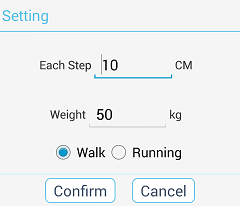 Setting
Each Step 10 CM
Weight 50 kg
Walk Running
Confirm Cancel